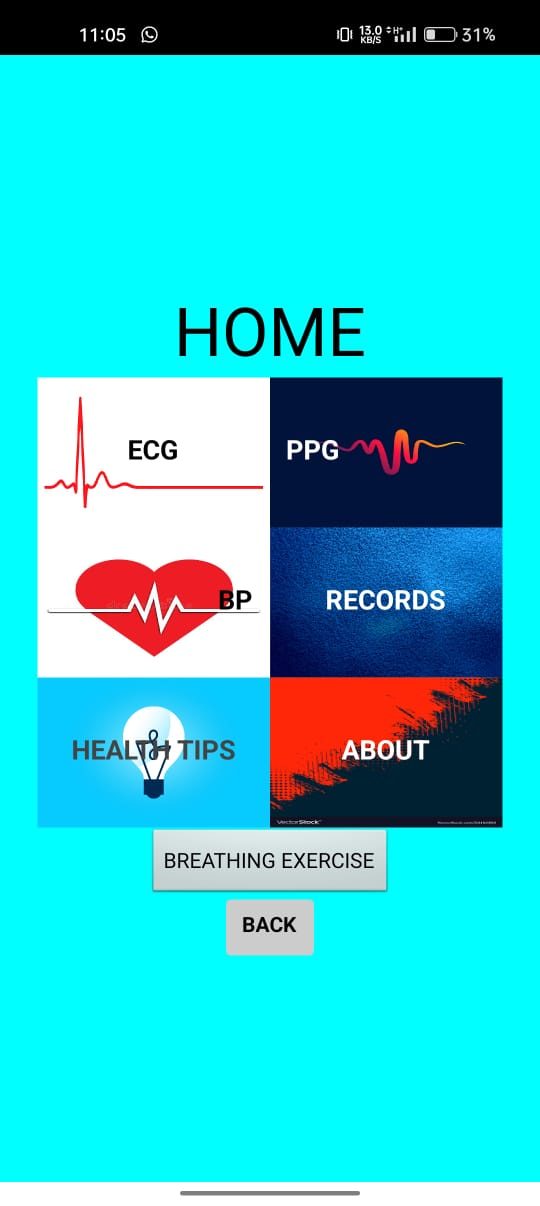 11:05
13.0 KB/S H+ 31%
HOME
ECG
PPG
BP
RECORDS
HEALTH TIPS
ABOUT
VectorStock
BREATHING EXERCISE
BACK